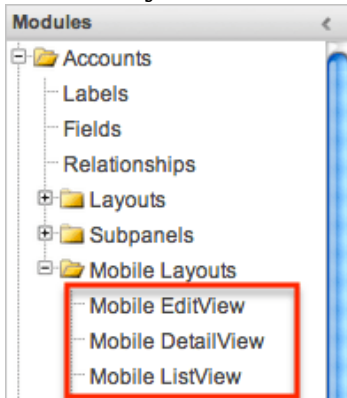 Modules
Accounts
Labels
Fields
Relationships
Layouts
Subpanels
Mobile Layouts
Mobile EditView
Mobile DetailView
Mobile ListView